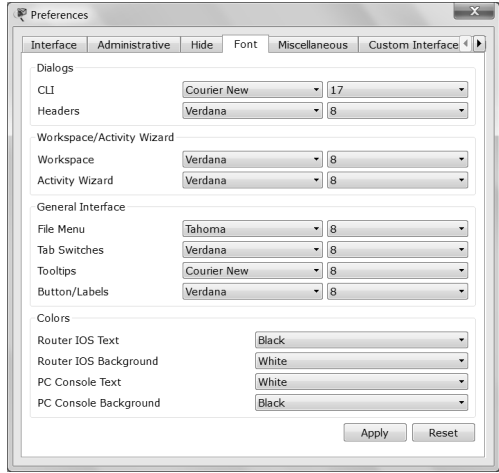 Preferences
Interface Administrative Hide Font Miscellaneous Custom Interface
Dialogs
CLI Courier New 17
Headers Verdana 8
Workspace/Activity Wizard
Workspace Verdana 8
Activity Wizard Verdana 8
General Interface
File Menu Tahoma 8
Tab Switches Verdana 8
Tooltips Courier New 8
Button/Labels Verdana 8
Colors
Router IOS Text Black
Router IOS Background White
PC Console Text White
PC Console Background Black
Apply Reset